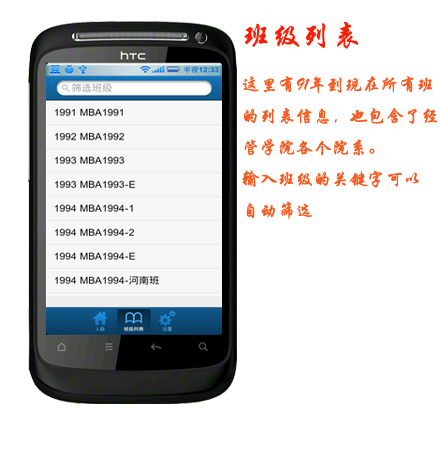 班级列表
这里有91年到现在所有班
的列表信息，也包含了经
管学院各个院系。
输入班级的关键字可以
自动筛选
hTC
半夜12:33
筛选班级
1991 MBA1991
1992 MBA1992
1993 MBA1993
1993 MBA1993-E
1994 MBA1994-1
1994 MBA1994-2
1994 MBA1994-E
1994 MBA1994-河南班
人脉
班级列表
设置